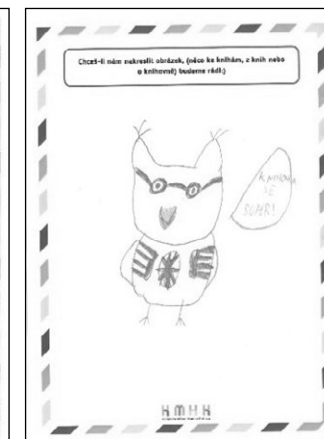 Chceš-li nám nakreslit obrázek, (něco ke knihám, z knih nebo
o knihovně) budeme rádi:)
KNIHOVNA
JE
SUPER!
KMHK